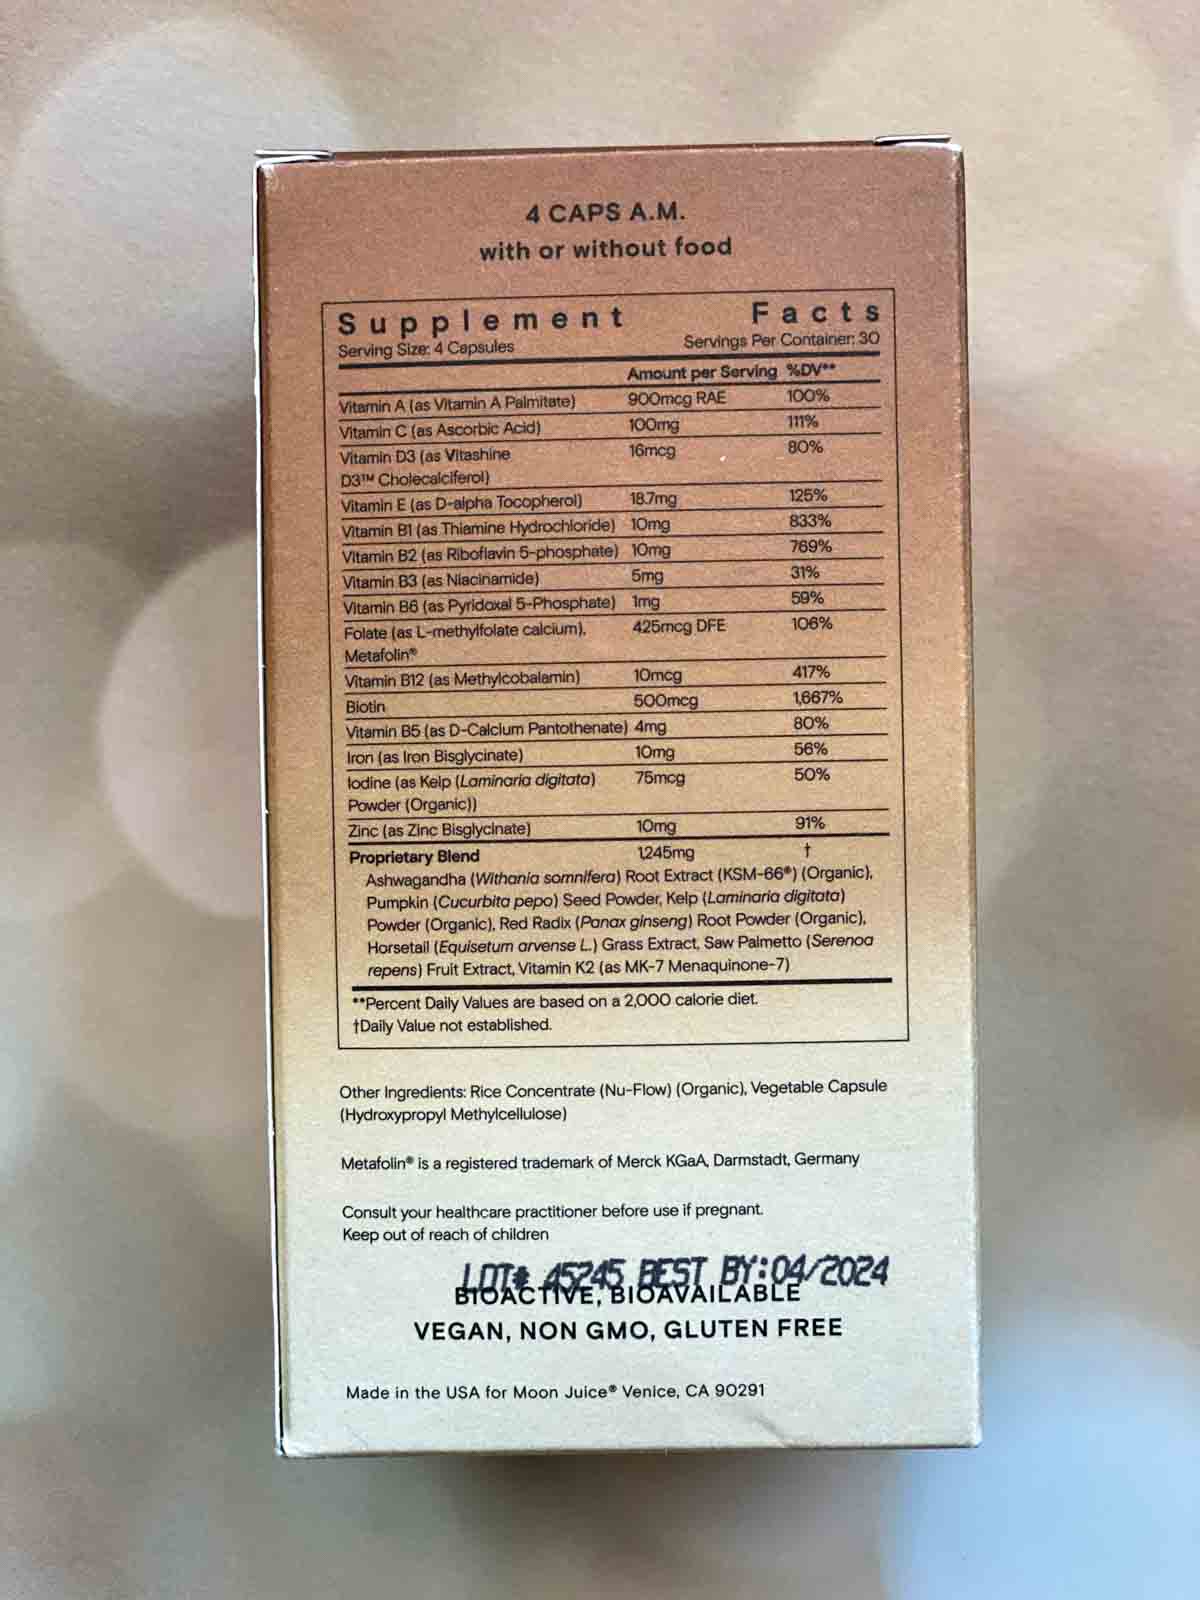 4 CAPS A.M.
with or without food
Supplement Facts
Serving Size: 4 Capsules Servings Per Container: 30
Amount per Serving %DV**
Vitamin A (as Vitamin A Palmitate) 900mcg RAE 100%
Vitamin C (as Ascorbic Acid) 100mg 111%
Vitamin D3 (as Vitashine 16mcg 80%
D3™ Cholecalciferol)
Vitamin E (as D-alpha Tocopherol) 18.7mg 125%
Vitamin B1 (as Thiamine Hydrochloride) 10mg 833%
Vitamin B2 (as Riboflavin 5-phosphate) 10mg 769%
Vitamin B3 (as Niacinamide) 5mg 31%
Vitamin B6 (as Pyridoxal 5-Phosphate) 1mg 59%
Folate (as L-methylfolate calcium), 425mcg DFE 106%
Metafolin®
Vitamin B12 (as Methylcobalamin) 10mcg 417%
Biotin 500mcg 1,667%
Vitamin B5 (as D-Calcium Pantothenate) 4mg 80%
Iron (as Iron Bisglycinate) 10mg 56%
Iodine (as Kelp (Laminaria digitata) 75mcg 50%
Powder (Organic))
Zinc (as Zinc Bisglycinate) 10mg 91%
Proprietary Blend 1,245mg †
Ashwagandha (Withania somnifera) Root Extract (KSM-66®) (Organic),
Pumpkin (Cucurbita pepo) Seed Powder, Kelp (Laminaria digitata)
Powder (Organic), Red Radix (Panax ginseng) Root Powder (Organic),
Horsetail (Equisetum arvense L.) Grass Extract, Saw Palmetto (Serenoa
repens) Fruit Extract, Vitamin K2 (as MK-7 Menaquinone-7)
**Percent Daily Values are based on a 2,000 calorie diet.
†Daily Value not established.
Other Ingredients: Rice Concentrate (Nu-Flow) (Organic), Vegetable Capsule
(Hydroxypropyl Methylcellulose)
Metafolin® is a registered trademark of Merck KGaA, Darmstadt, Germany
Consult your healthcare practitioner before use if pregnant.
Keep out of reach of children
LOT# 45245 BEST BY:04/2024
BIOACTIVE, BIOAVAILABLE
VEGAN, NON GMO, GLUTEN FREE
Made in the USA for Moon Juice® Venice, CA 90291